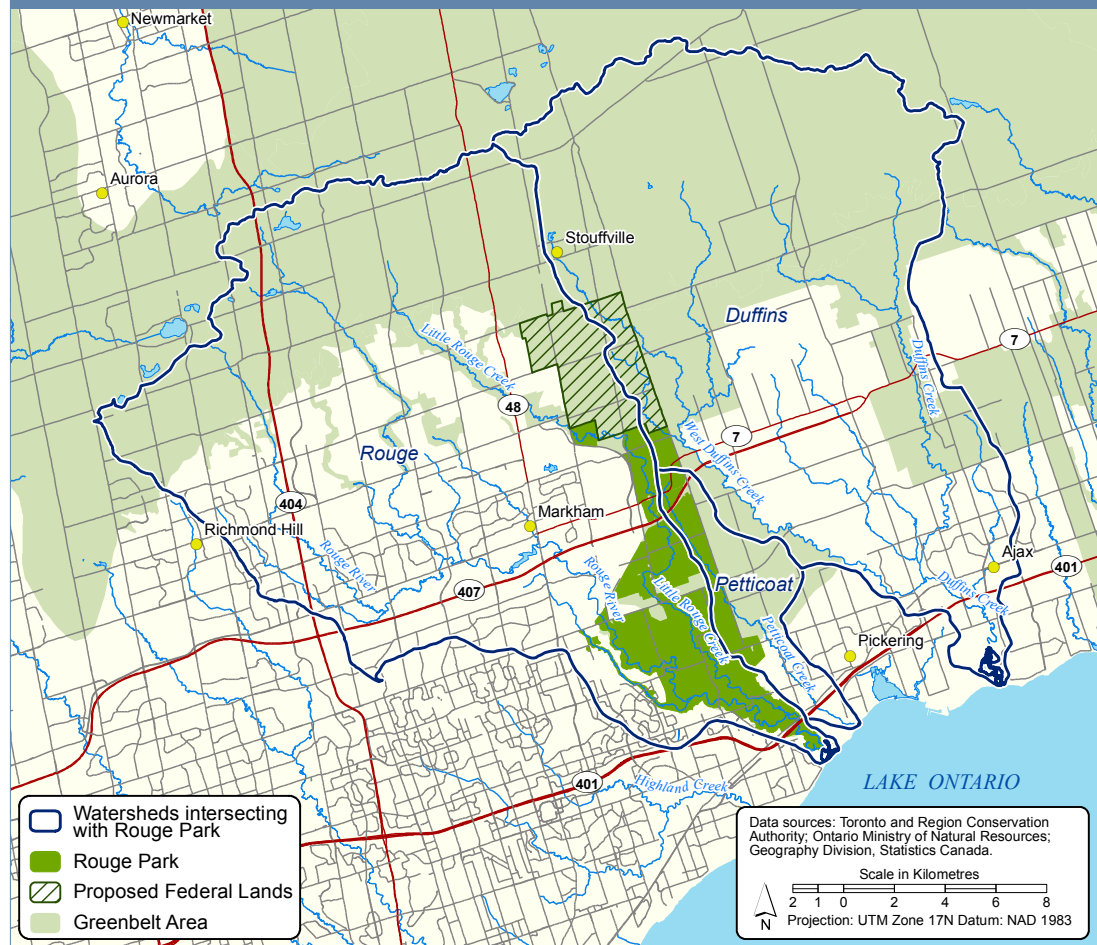 Newmarket
Aurora
Stouffville
Duffins
Little Rouge Creek
Duffins Creek
7
48
West Duffins Creek
7
Rouge
404
Markham
Richmond Hill
Rouge River
Ajax
401
407
Rouge River
Little Rouge Creek
Petticoat
Duffins Creek
Petticoat Creek
Pickering
401
Highland Creek
LAKE ONTARIO
Watersheds intersecting
with Rouge Park
Rouge Park
Proposed Federal Lands
Greenbelt Area
Data sources: Toronto and Region Conservation
Authority; Ontario Ministry of Natural Resources;
Geography Division, Statistics Canada.
Scale in Kilometres
2 1 0 2 4 6 8
N
Projection: UTM Zone 17N Datum: NAD 1983